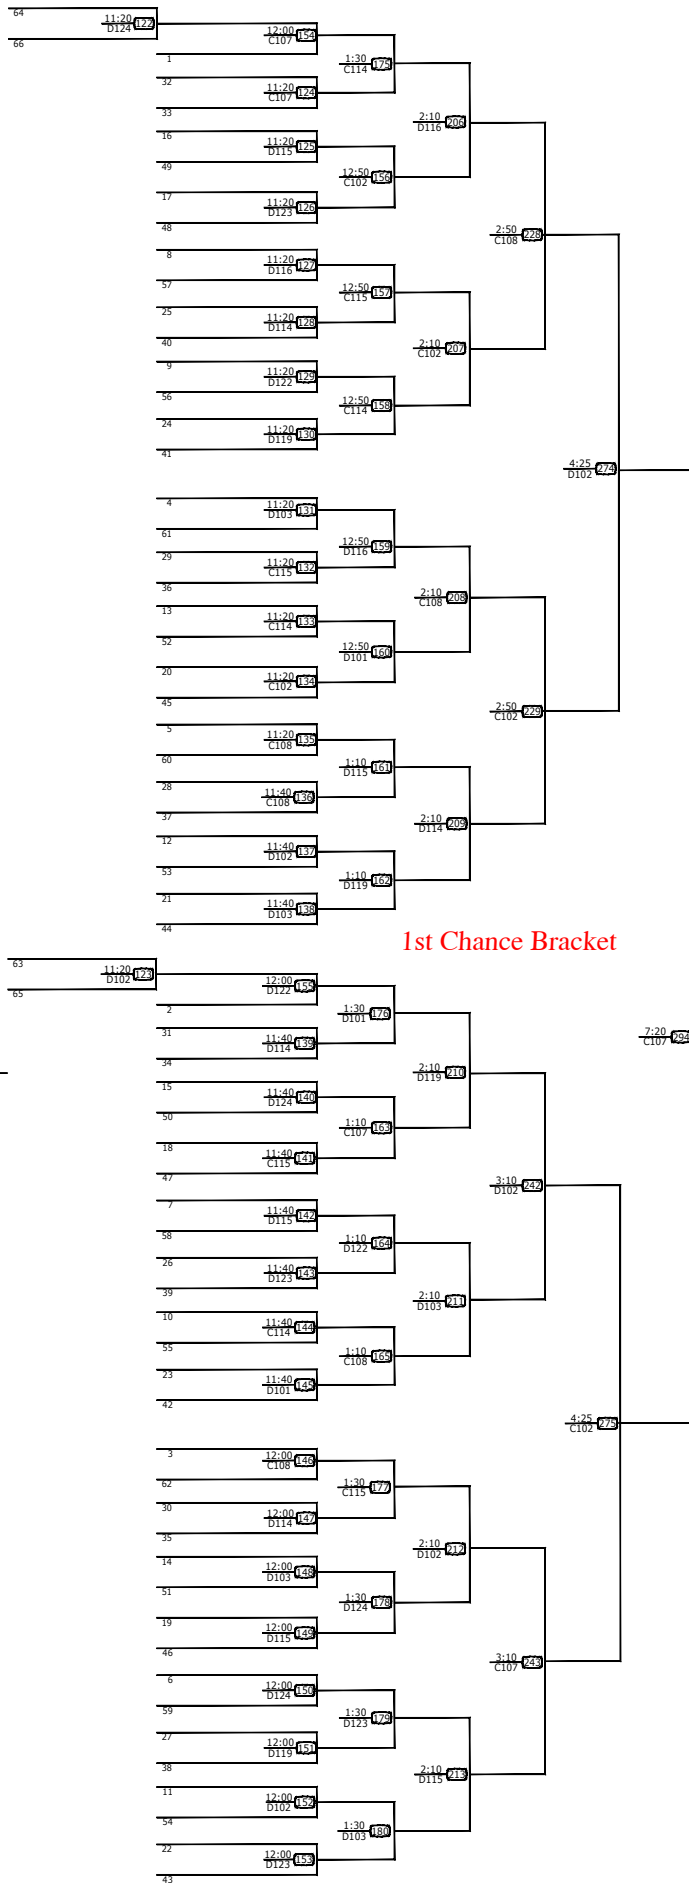 64
11:20 122
D124
66
12:00 154
C107
1
1:30 175
C114
32
11:20 124
C107
33
2:10 206
D116
16
11:20 125
D115
49
12:50 156
C102
17
11:20 126
D123
48
2:50 228
C108
8
11:20 127
D116
57
12:50 157
C115
25
11:20 128
D114
40
2:10 207
C102
9
11:20 129
D122
56
12:50 158
C114
24
11:20 130
D119
41
4:25 274
D102
4
11:20 131
D103
61
12:50 159
D116
29
11:20 132
C115
36
2:10 208
C108
13
11:20 133
C114
52
12:50 160
D101
20
11:20 134
C102
45
2:50 229
C102
5
11:20 135
C108
60
1:10 161
D115
28
11:40 136
C108
37
2:10 209
D114
12
11:40 137
D102
53
1:10 162
D119
21
11:40 138
D103
44
1st Chance Bracket
63
11:20 123
D102
65
12:00 155
D122
2
1:30 176
D101
31
11:40 139
D114
34
7:20 294
C107
2:10 210
D119
15
11:40 140
D124
50
1:10 163
C107
18
11:40 141
C115
47
3:10 242
D102
7
11:40 142
D115
58
1:10 164
D122
26
11:40 143
D123
39
2:10 211
D103
10
11:40 144
C114
55
1:10 165
C108
23
11:40 145
D101
42
4:25 275
C102
3
12:00 146
C108
62
1:30 177
C115
30
12:00 147
D114
35
2:10 212
D102
14
12:00 148
D103
51
1:30 178
D124
19
12:00 149
D115
46
3:10 243
C107
6
12:00 150
D124
59
1:30 179
D123
27
12:00 151
D119
38
2:10 213
D115
11
12:00 152
D102
54
1:30 180
D103
22
12:00 153
D123
43